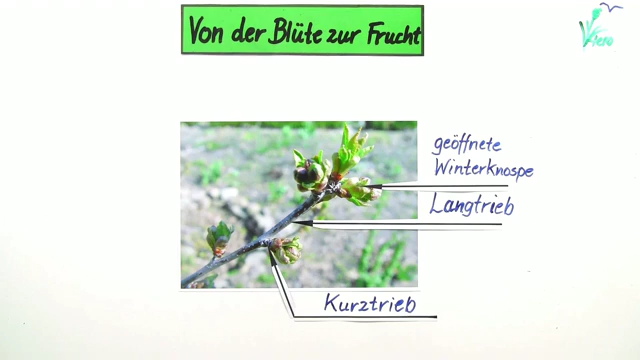 Von der Blüte zur Frucht
geöffnete
Winterknospe
Langtrieb
Kurztrieb